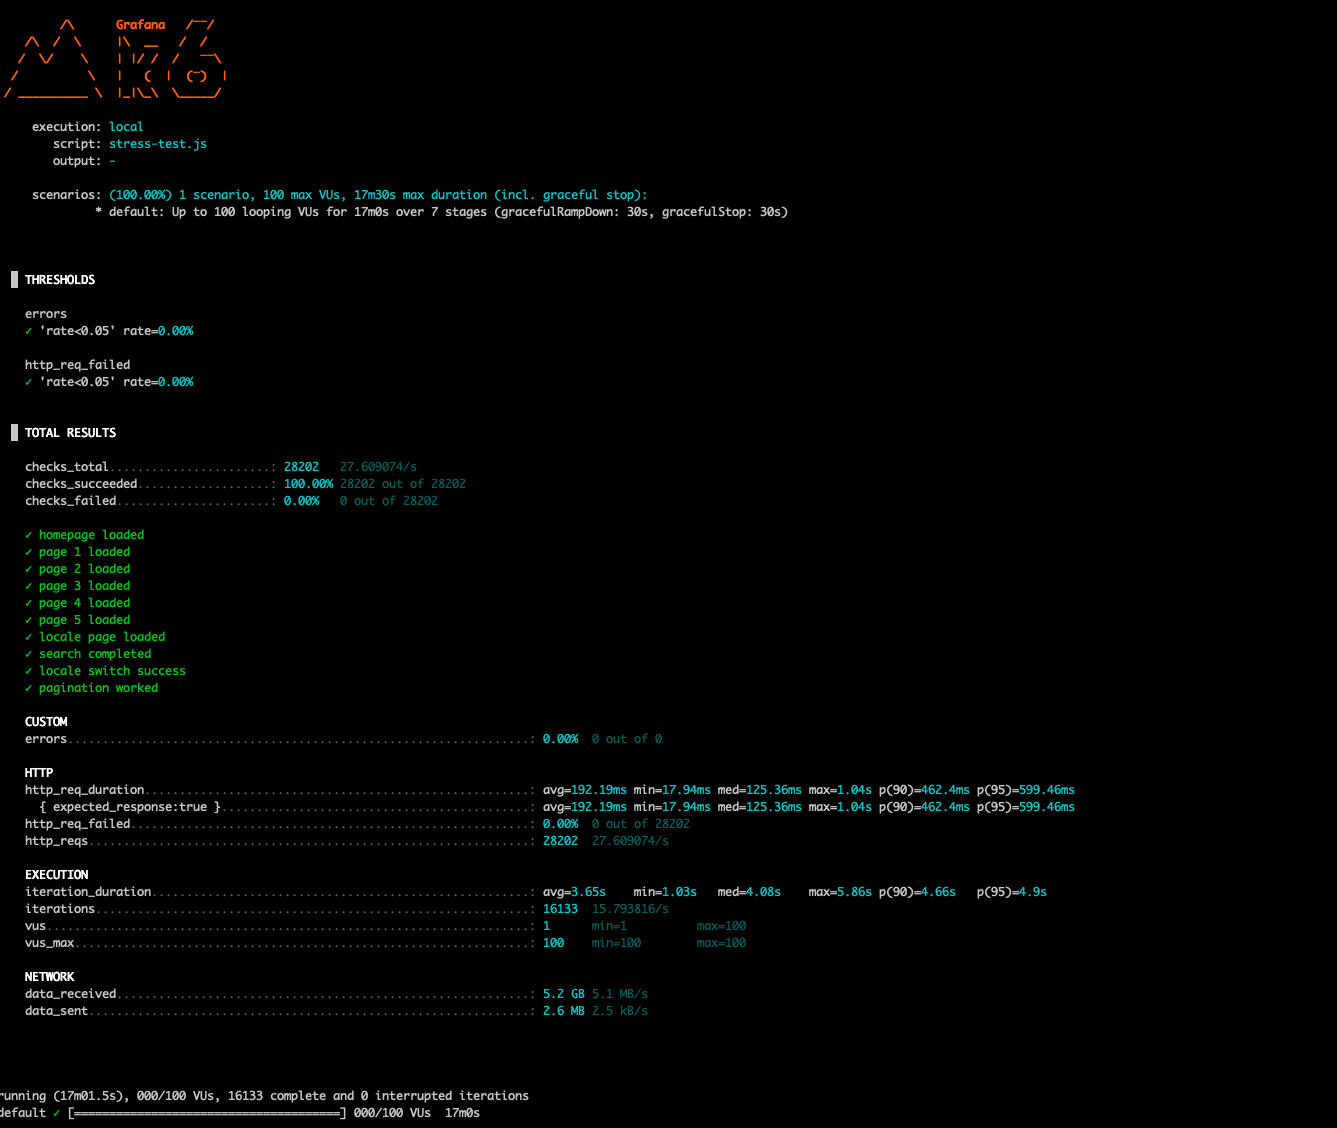 /\      Grafana   /‾‾/
    /\  /  \     |\  __   /  /
   /  \/    \    | |/ /  /   ‾‾\
  /          \   |   (  |  (‾)  |
 / __________ \  |_|\_\  \_____/
execution: local
script: stress-test.js
output: -
scenarios: (100.00%) 1 scenario, 100 max VUs, 17m30s max duration (incl. graceful stop):
* default: Up to 100 looping VUs for 17m0s over 7 stages (gracefulRampDown: 30s, gracefulStop: 30s)
█ THRESHOLDS
errors
✓ 'rate<0.05' rate=0.00%
http_req_failed
✓ 'rate<0.05' rate=0.00%
█ TOTAL RESULTS
checks_total.......................: 28202   27.609074/s
checks_succeeded...................: 100.00% 28202 out of 28202
checks_failed......................: 0.00%   0 out of 28202
✓ homepage loaded
✓ page 1 loaded
✓ page 2 loaded
✓ page 3 loaded
✓ page 4 loaded
✓ page 5 loaded
✓ locale page loaded
✓ search completed
✓ locale switch success
✓ pagination worked
CUSTOM
errors..................................................................: 0.00%  0 out of 0
HTTP
http_req_duration.......................................................: avg=192.19ms min=17.94ms med=125.36ms max=1.04s p(90)=462.4ms p(95)=599.46ms
{ expected_response:true }............................................: avg=192.19ms min=17.94ms med=125.36ms max=1.04s p(90)=462.4ms p(95)=599.46ms
http_req_failed.........................................................: 0.00%  0 out of 28202
http_reqs...............................................................: 28202  27.609074/s
EXECUTION
iteration_duration......................................................: avg=3.65s    min=1.03s   med=4.08s    max=5.86s p(90)=4.66s   p(95)=4.9s
iterations..............................................................: 16133  15.793816/s
vus.....................................................................: 1      min=1          max=100
vus_max.................................................................: 100    min=100        max=100
NETWORK
data_received...........................................................: 5.2 GB 5.1 MB/s
data_sent...............................................................: 2.6 MB 2.5 kB/s
running (17m01.5s), 000/100 VUs, 16133 complete and 0 interrupted iterations
default ✓ [======================================] 000/100 VUs  17m0s